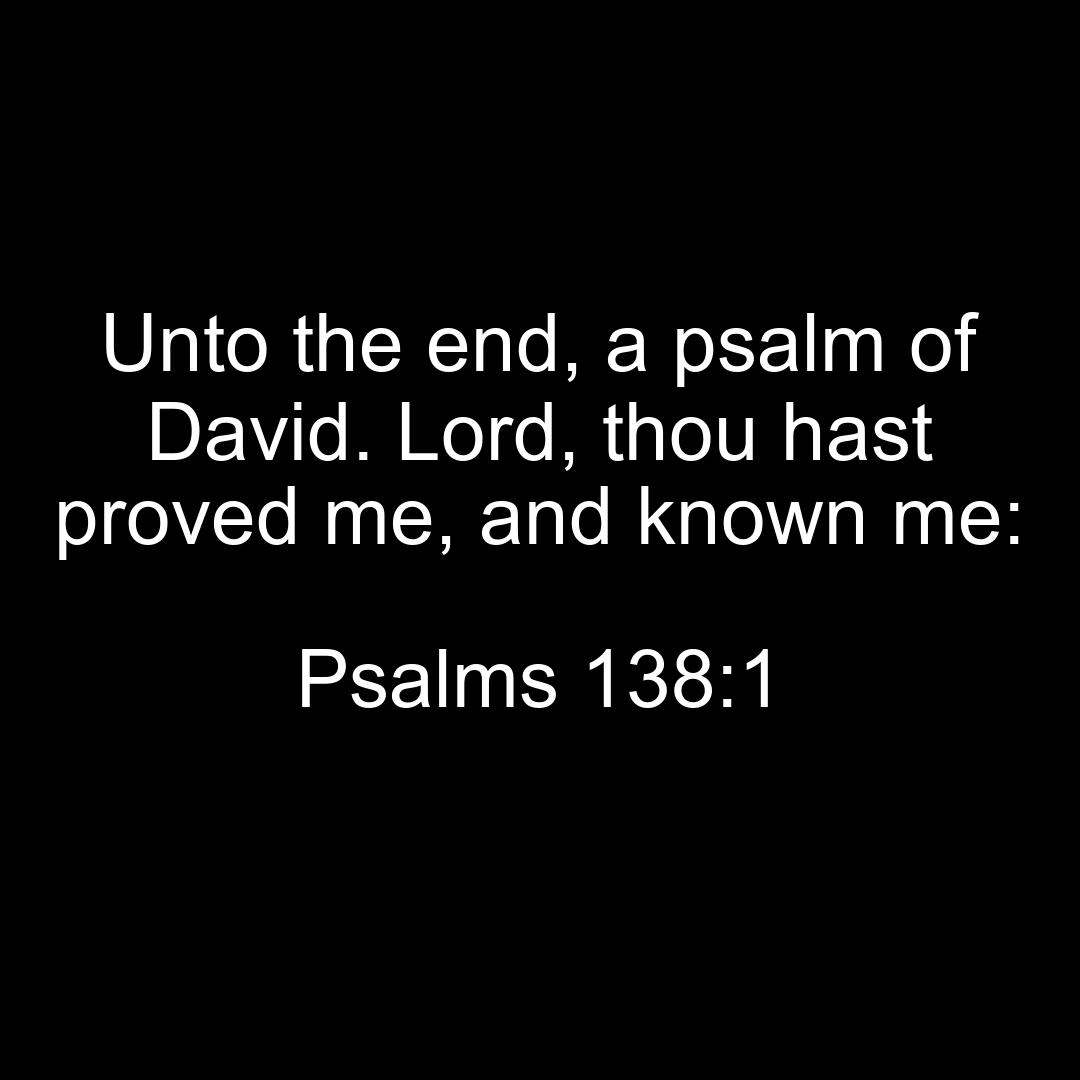 Unto the end, a psalm of
David. Lord, thou hast
proved me, and known me:
Psalms 138:1